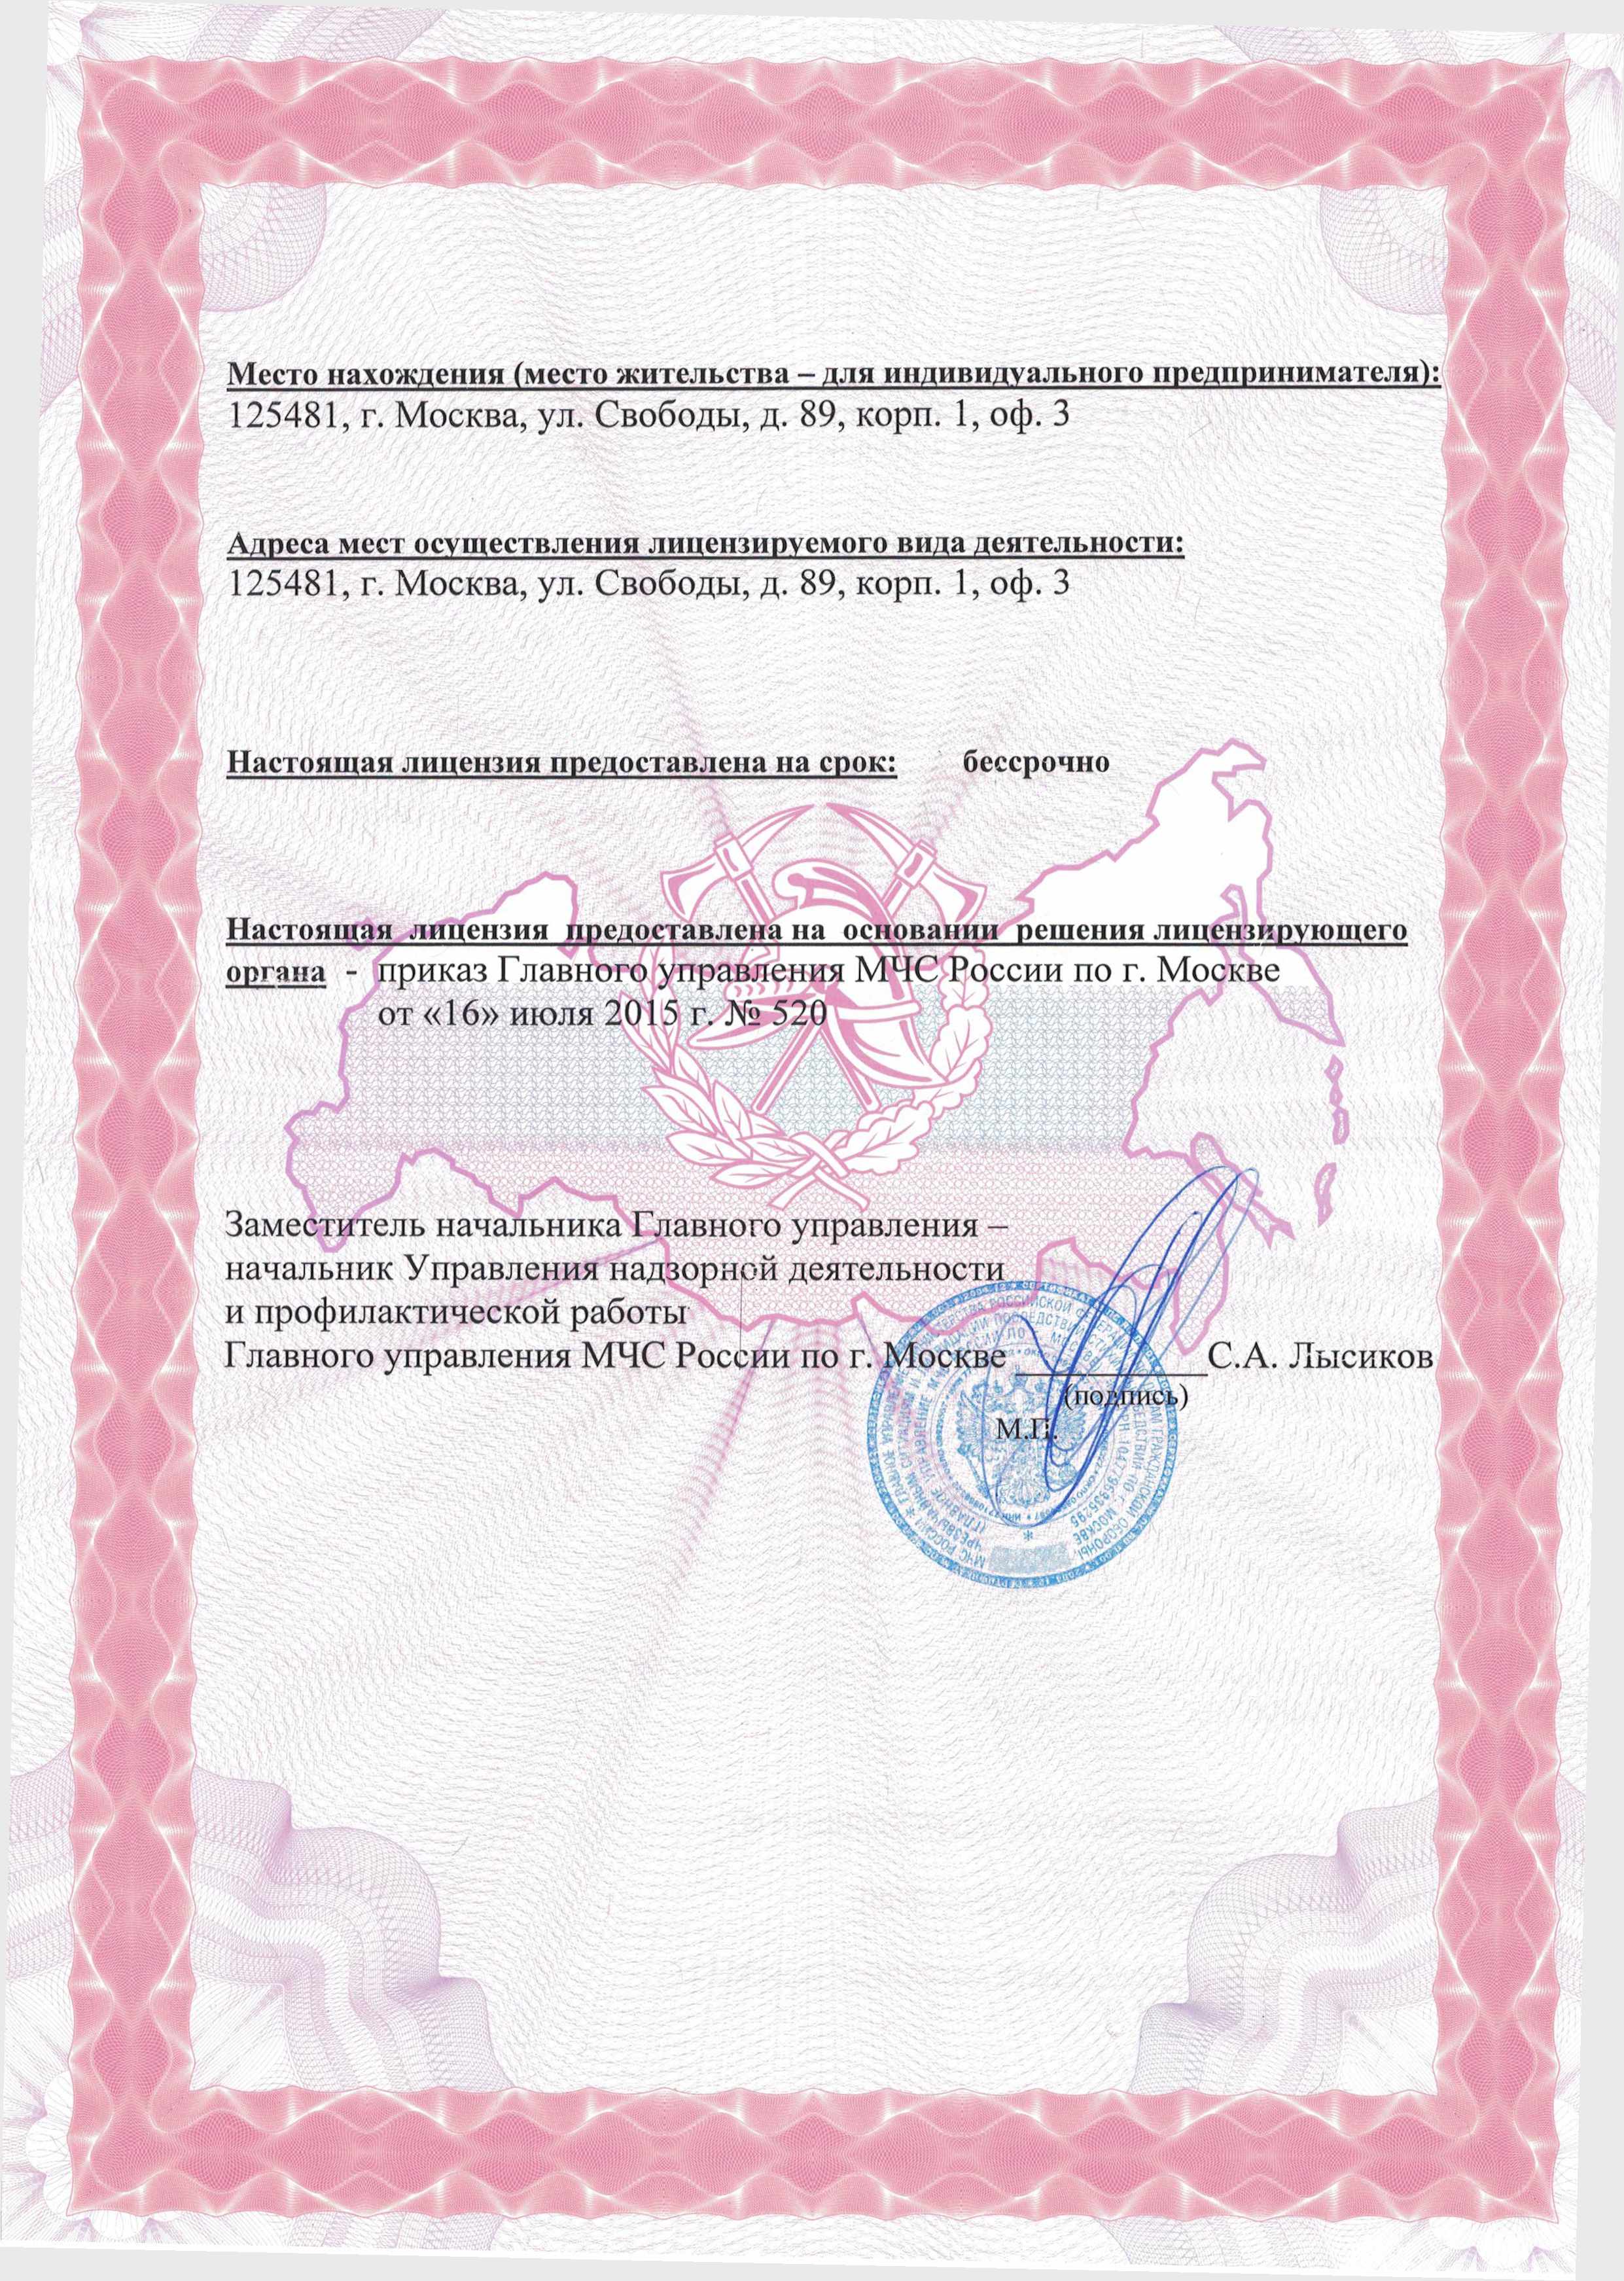 Место нахождения (место жительства – для индивидуального предпринимателя):
125481, г. Москва, ул. Свободы, д. 89, корп. 1, оф. 3
Адреса мест осуществления лицензируемого вида деятельности:
125481, г. Москва, ул. Свободы, д. 89, корп. 1, оф. 3
Настоящая лицензия предоставлена на срок: бессрочно
Настоящая лицензия предоставлена на основании решения лицензирующего
органа - приказ Главного управления МЧС России по г. Москве
от «16» июля 2015 г. № 520
Заместитель начальника Главного управления –
начальник Управления надзорной деятельности
и профилактической работы
Главного управления МЧС России по г. Москве С.А. Лысиков
(подпись)
М.П.